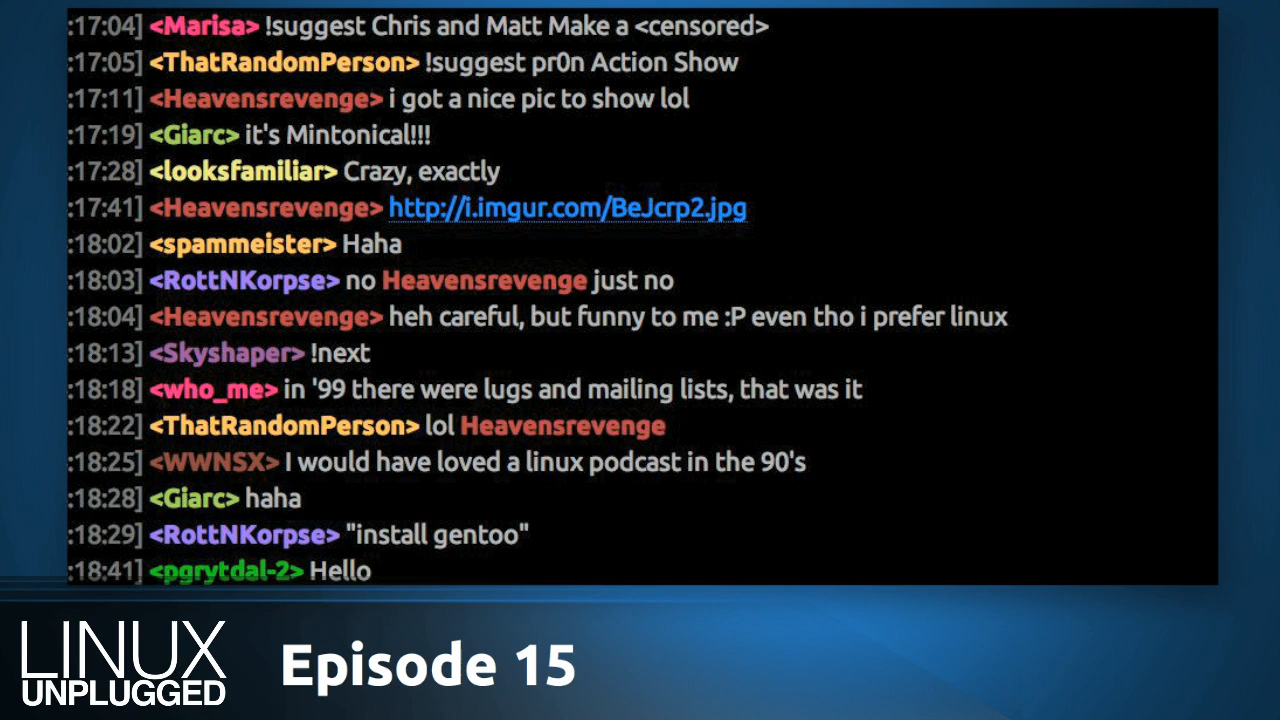 :17:04] <Marisa> !suggest Chris and Matt Make a <censored>
:17:05] <ThatRandomPerson> !suggest pr0n Action Show
:17:11] <Heavensrevenge> i got a nice pic to show lol
:17:19] <Giarc> it's Mintonical!!!
:17:28] <looksfamiliar> Crazy, exactly
:17:41] <Heavensrevenge> http://i.imgur.com/BeJcrp2.jpg
:18:02] <spammeister> Haha
:18:03] <RottNKorpse> no Heavensrevenge just no
:18:04] <Heavensrevenge> heh careful, but funny to me :P even tho i prefer linux
:18:13] <Skyshaper> !next
:18:18] <who_me> in '99 there were lugs and mailing lists, that was it
:18:22] <ThatRandomPerson> lol Heavensrevenge
:18:25] <WWNSX> I would have loved a linux podcast in the 90's
:18:28] <Giarc> haha
:18:29] <RottNKorpse> "install gentoo"
:18:41] <pgrytdal-2> Hello
LINUX
UNPLUGGED
Episode 15